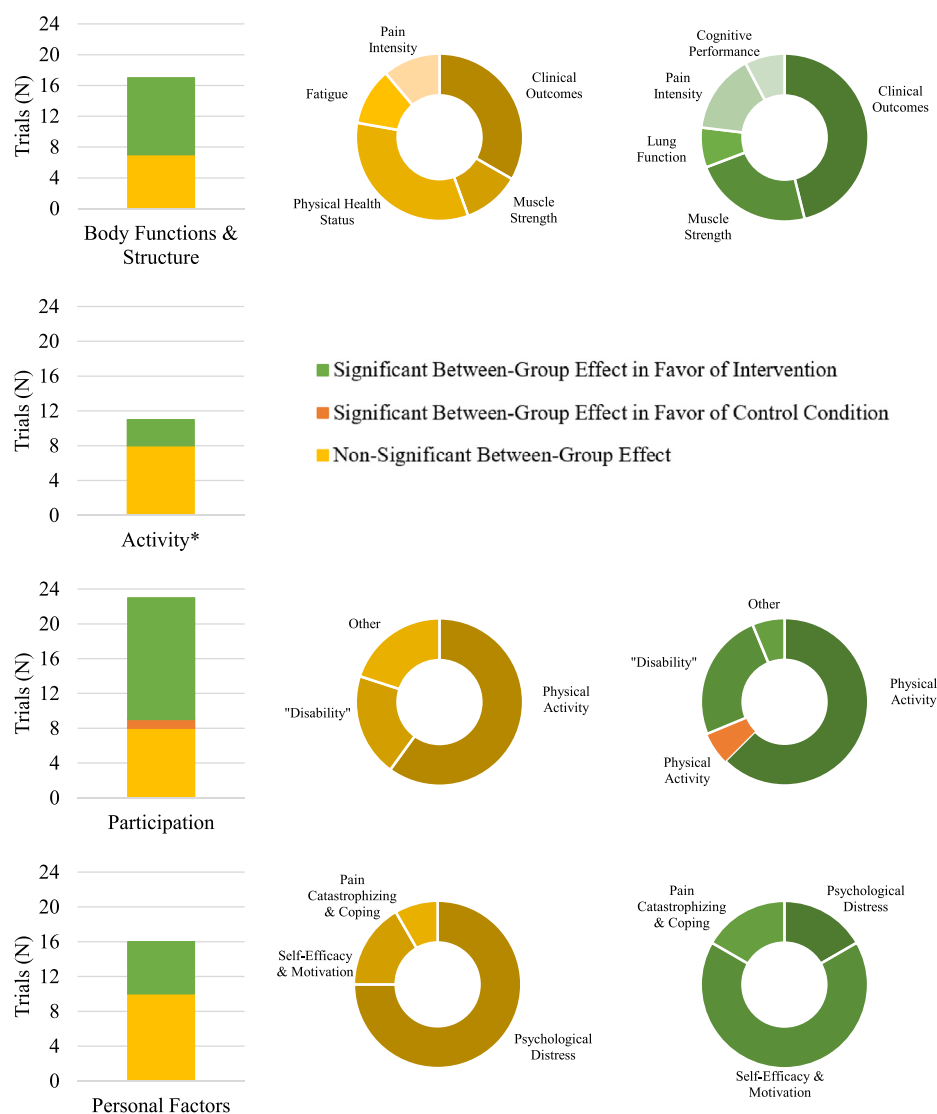 24
20
16
12
8
4
0
Trials (N)
Body Functions &
Structure
Pain
Intensity
Fatigue
Physical Health
Status
Clinical
Outcomes
Muscle
Strength
Cognitive
Performance
Pain
Intensity
Lung
Function
Muscle
Strength
Clinical
Outcomes
24
20
16
12
8
4
0
Trials (N)
Activity*
Significant Between-Group Effect in Favor of Intervention
Significant Between-Group Effect in Favor of Control Condition
Non-Significant Between-Group Effect
24
20
16
12
8
4
0
Trials (N)
Participation
Other
"Disability"
Physical
Activity
Other
"Disability"
Physical
Activity
Physical
Activity
24
20
16
12
8
4
0
Trials (N)
Personal Factors
Pain
Catastrophizing
& Coping
Self-Efficacy
& Motivation
Psychological
Distress
Pain
Catastrophizing
& Coping
Psychological
Distress
Self-Efficacy &
Motivation